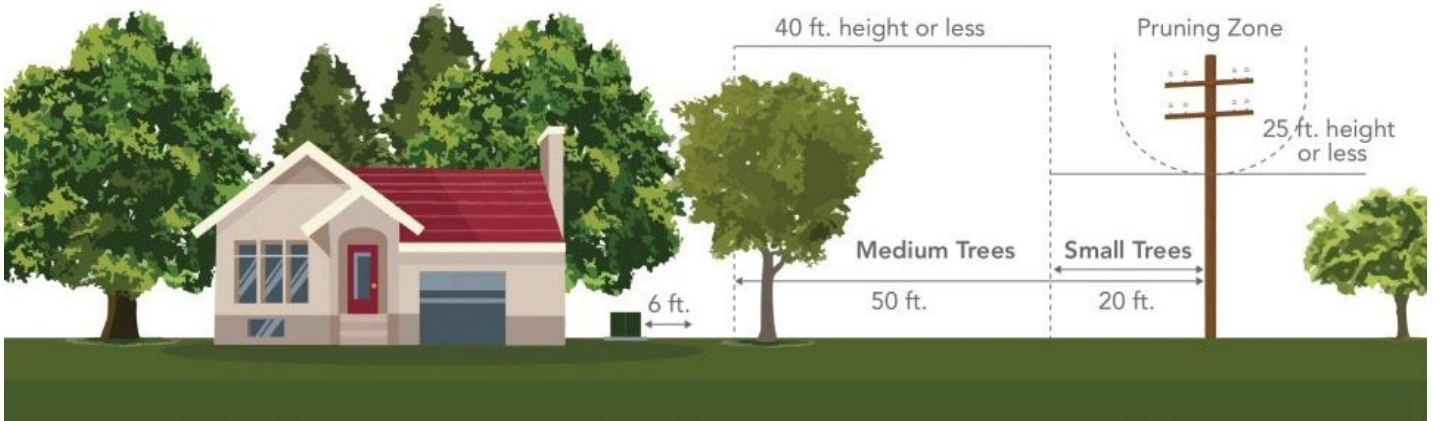 40 ft. height or less
Pruning Zone
25 ft. height
or less
Medium Trees
Small Trees
6 ft.
50 ft.
20 ft.